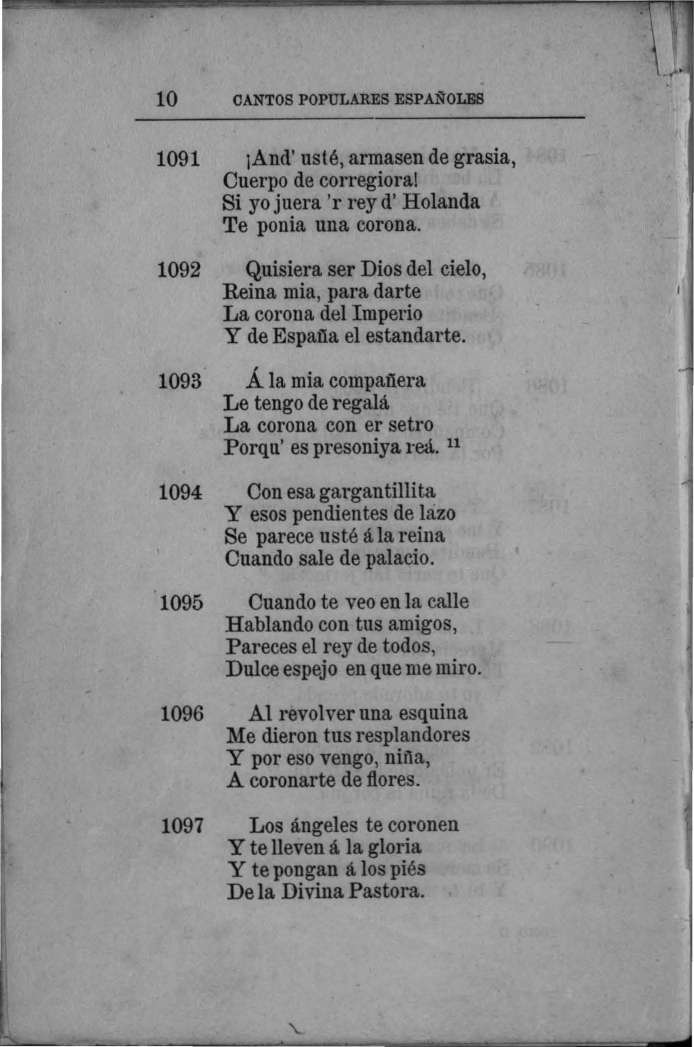 10 CANTOS POPULARES ESPAÑOLES
1091 ¡And' usté, armasen de grasia,
Cuerpo de corregiora!
Si yo juera 'r rey d' Holanda
Te ponia una corona.
1092 Quisiera ser Dios del cielo,
Reina mia, para darte
La corona del Imperio
Y de España el estandarte.
1093 Á la mia compañera
Le tengo de regalá
La corona con er setro
Porqu' es presoniya reá. 11
1094 Con esa gargantillita
Y esos pendientes de lazo
Se parece usté á la reina
Cuando sale de palacio.
1095 Cuando te veo en la calle
Hablando con tus amigos,
Pareces el rey de todos,
Dulce espejo en que me miro.
1096 Al revolver una esquina
Me dieron tus resplandores
Y por eso vengo, niña,
A coronarte de flores.
1097 Los ángeles te coronen
Y te lleven á la gloria
Y te pongan á los piés
De la Divina Pastora.